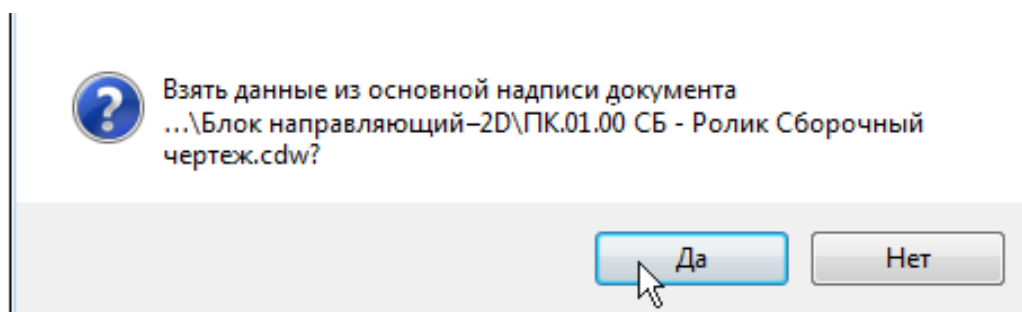 Взять данные из основной надписи документа
...\Блок направляющий–2D\ПК.01.00 СБ - Ролик Сборочный
чертеж.cdw?
Да Нет